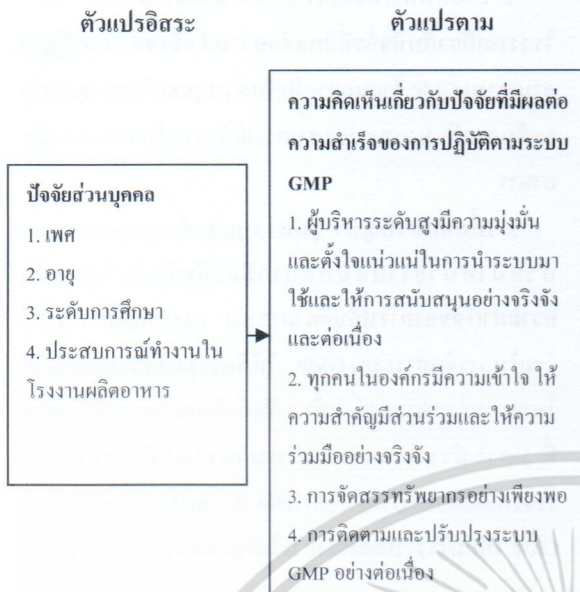 ตัวแปรอิสระ
ตัวแปรตาม
ปัจจัยส่วนบุคคล
1. เพศ
2. อายุ
3. ระดับการศึกษา
4. ประสบการณ์ทำงานใน
โรงงานผลิตอาหาร
ความคิดเห็นเกี่ยวกับปัจจัยที่มีผลต่อ
ความสำเร็จของการปฏิบัติตามระบบ
GMP
1. ผู้บริหารระดับสูงมีความมุ่งมั่น
และตั้งใจแน่วแน่ในการนำระบบมา
ใช้และให้การสนับสนุนอย่างจริงจัง
และต่อเนื่อง
2. ทุกคนในองค์กรมีความเข้าใจ ให้
ความสำคัญมีส่วนร่วมและให้ความ
ร่วมมืออย่างจริงจัง
3. การจัดสรรทรัพยากรอย่างเพียงพอ
4. การติดตามและปรับปรุงระบบ
GMP อย่างต่อเนื่อง